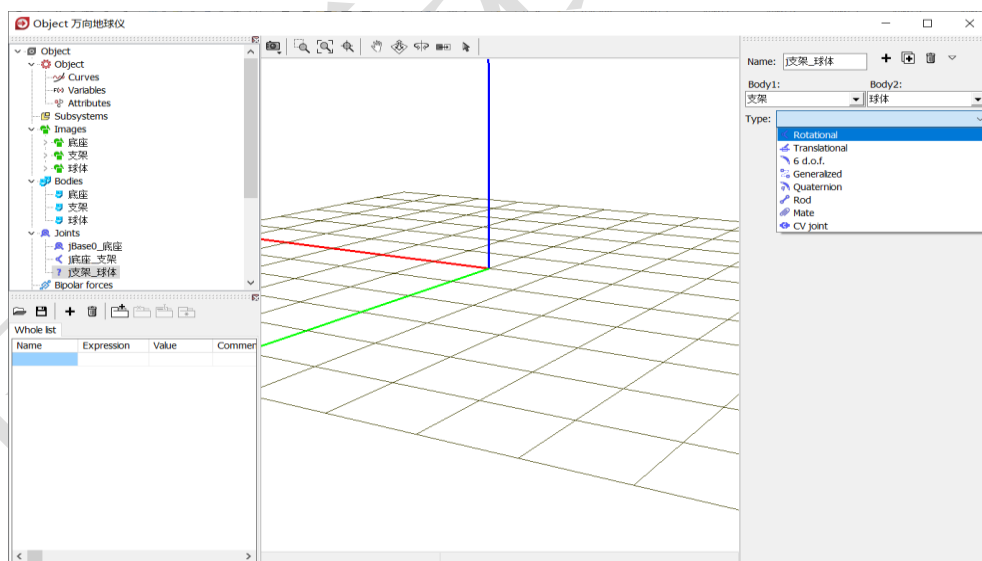 Object 万向地球仪
Object
Object
Curves
F(x) Variables
Attributes
Subsystems
Images
底座
支架
球体
Bodies
底座
支架
球体
Joints
jBase0_底座
j底座_支架
? j支架_球体
Bipolar forces
Whole list
Name Expression Value Commen
Name: j支架_球体
Body1: Body2:
支架 球体
Type:
Rotational
Translational
6 d.o.f.
Generalized
Quaternion
Rod
Mate
CV joint